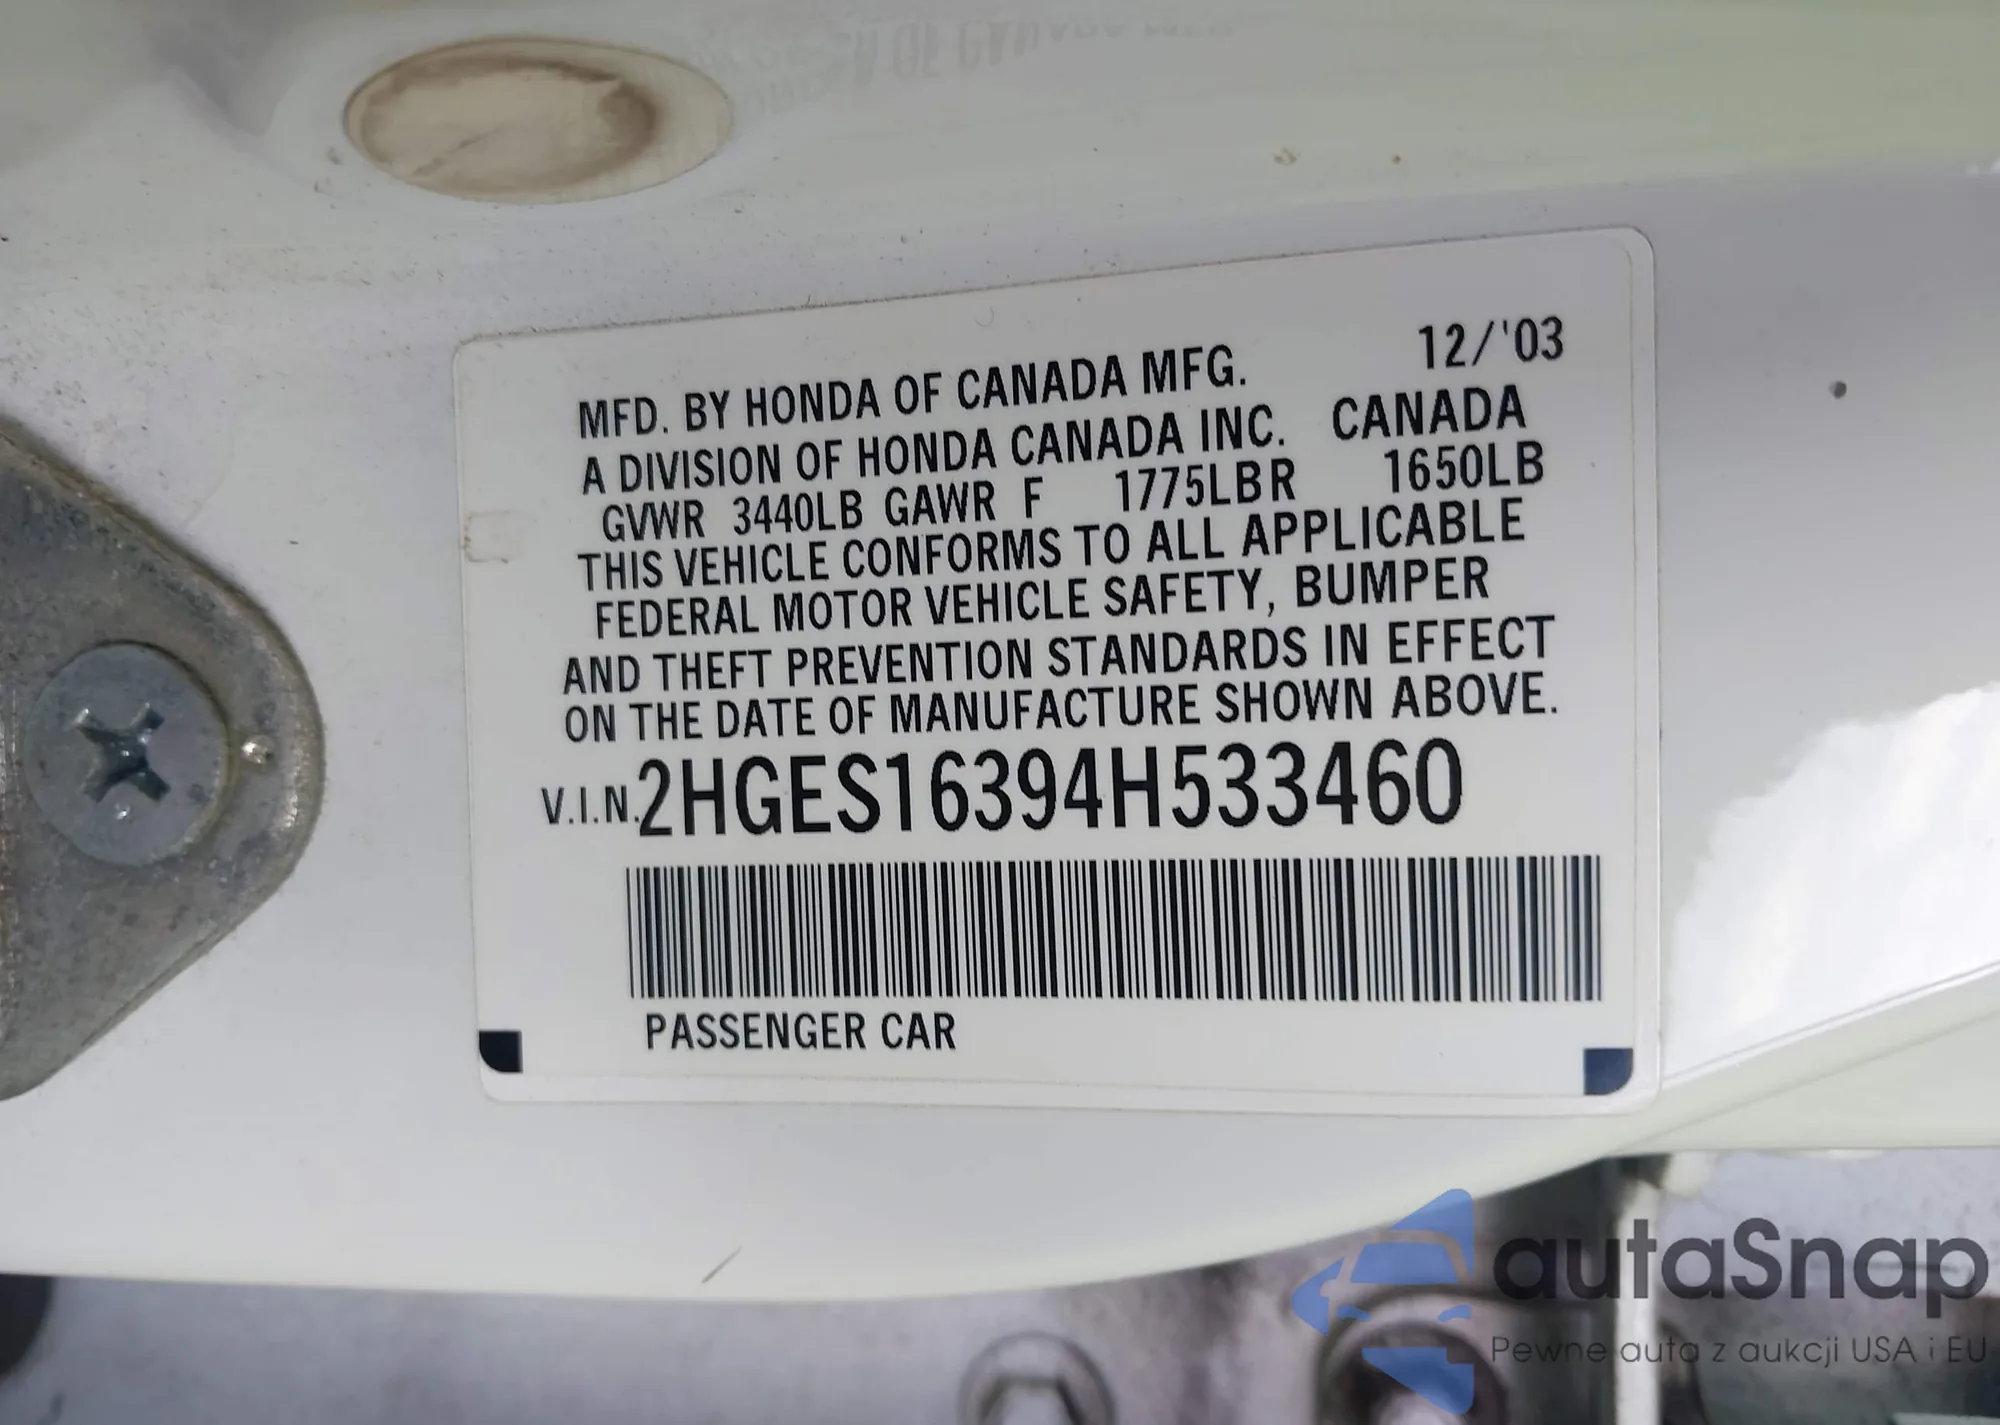 12/'03
MFD. BY HONDA OF CANADA MFG.
A DIVISION OF HONDA CANADA INC. CANADA
GVWR 3440LB GAWR F 1775LBR 1650LB
THIS VEHICLE CONFORMS TO ALL APPLICABLE
FEDERAL MOTOR VEHICLE SAFETY, BUMPER
AND THEFT PREVENTION STANDARDS IN EFFECT
ON THE DATE OF MANUFACTURE SHOWN ABOVE.
V.I.N.2HGES16394H533460
PASSENGER CAR
autaSnap
Pewne auta z aukcji USA i EU